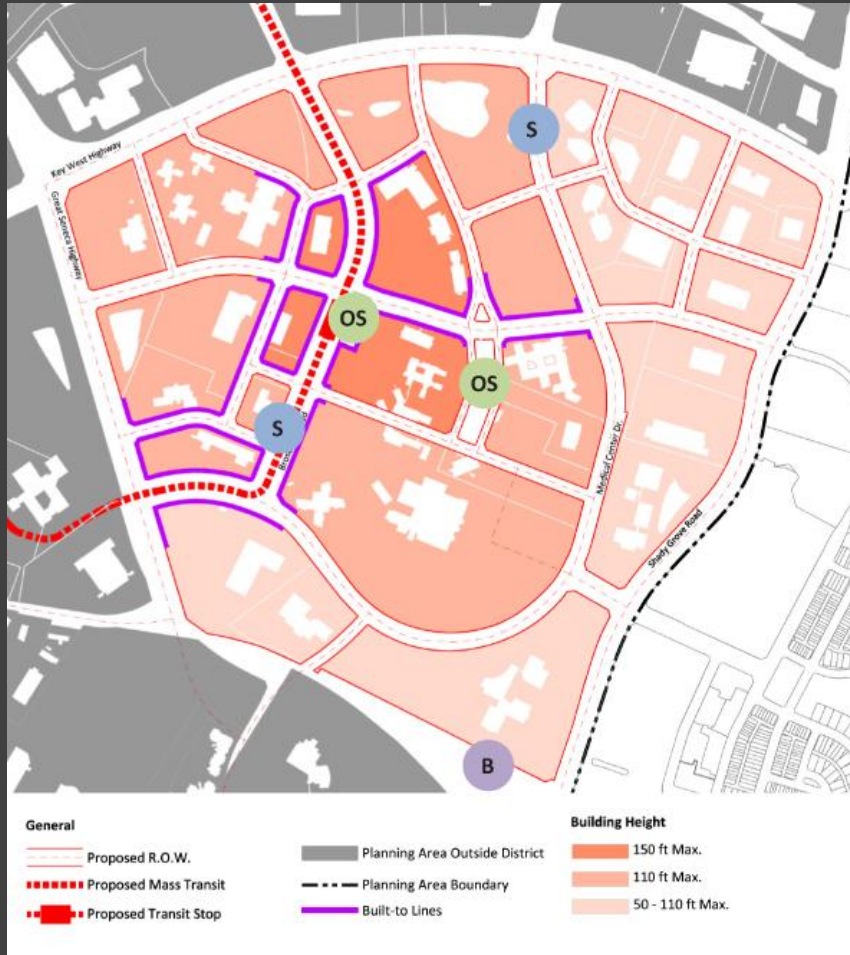 S
Key West Highway
Great Seneca Highway
OS
OS
S
Medical Center Dr.
Shady Grove Road
B
General
Proposed R.O.W.
Proposed Mass Transit
Proposed Transit Stop
Planning Area Outside District
Planning Area Boundary
Built-to Lines
Building Height
150 ft Max.
110 ft Max.
50 - 110 ft Max.